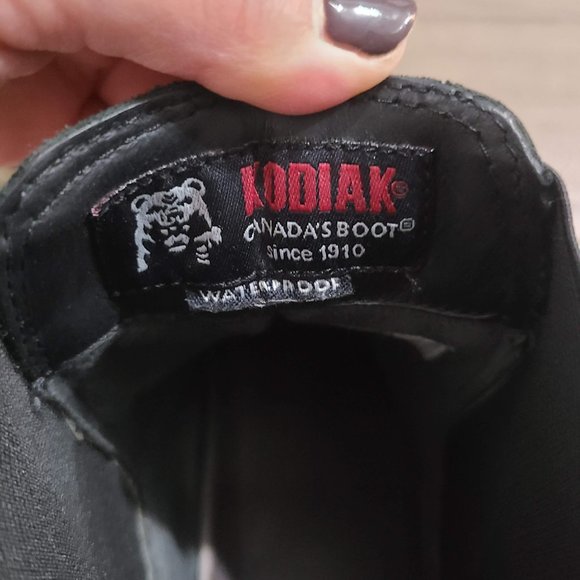 KODIAK®
CANADA'S BOOT®
since 1910
WATERPROOF